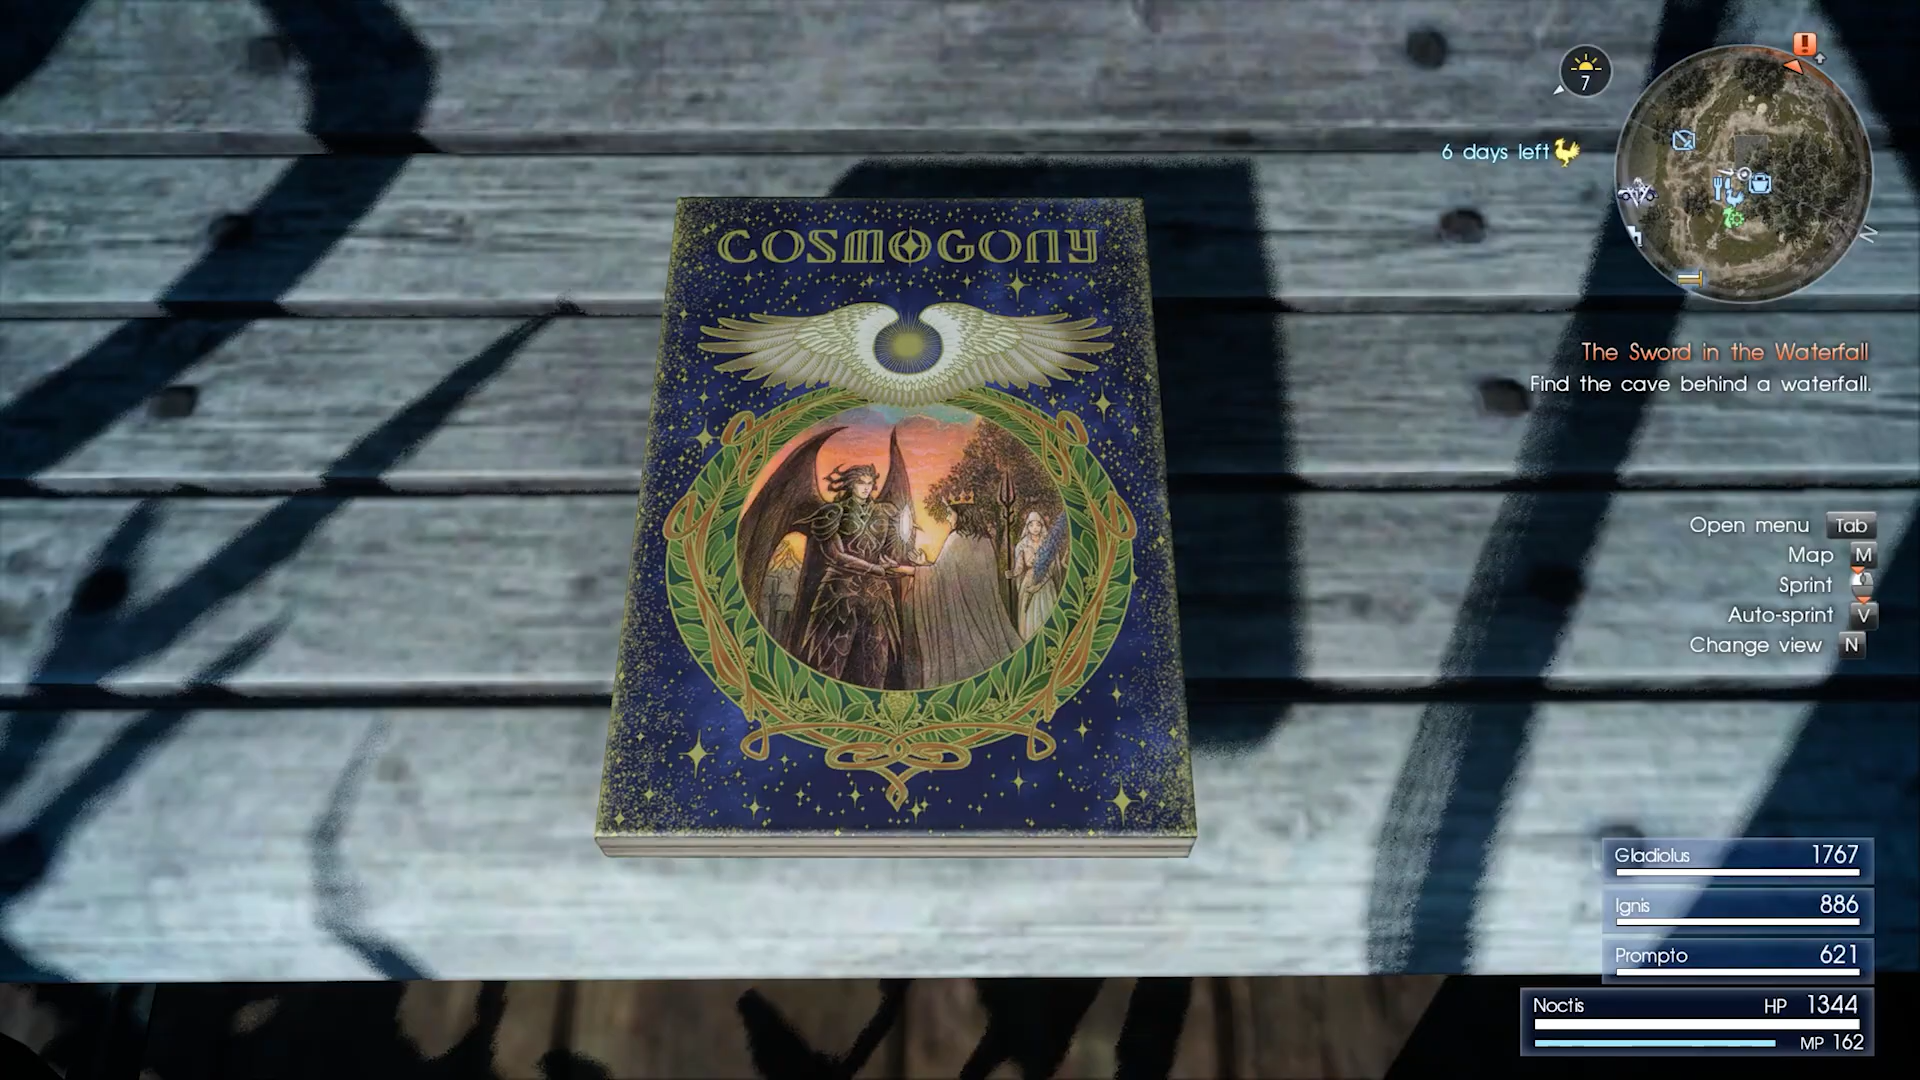 COSMOGONY
7
6 days left
N
The Sword in the Waterfall
Find the cave behind a waterfall.
Open menu Tab
Map M
Sprint
Auto-sprint V
Change view N
Gladiolus 1767
Ignis 886
Prompto 621
Noctis HP 1344
MP 162